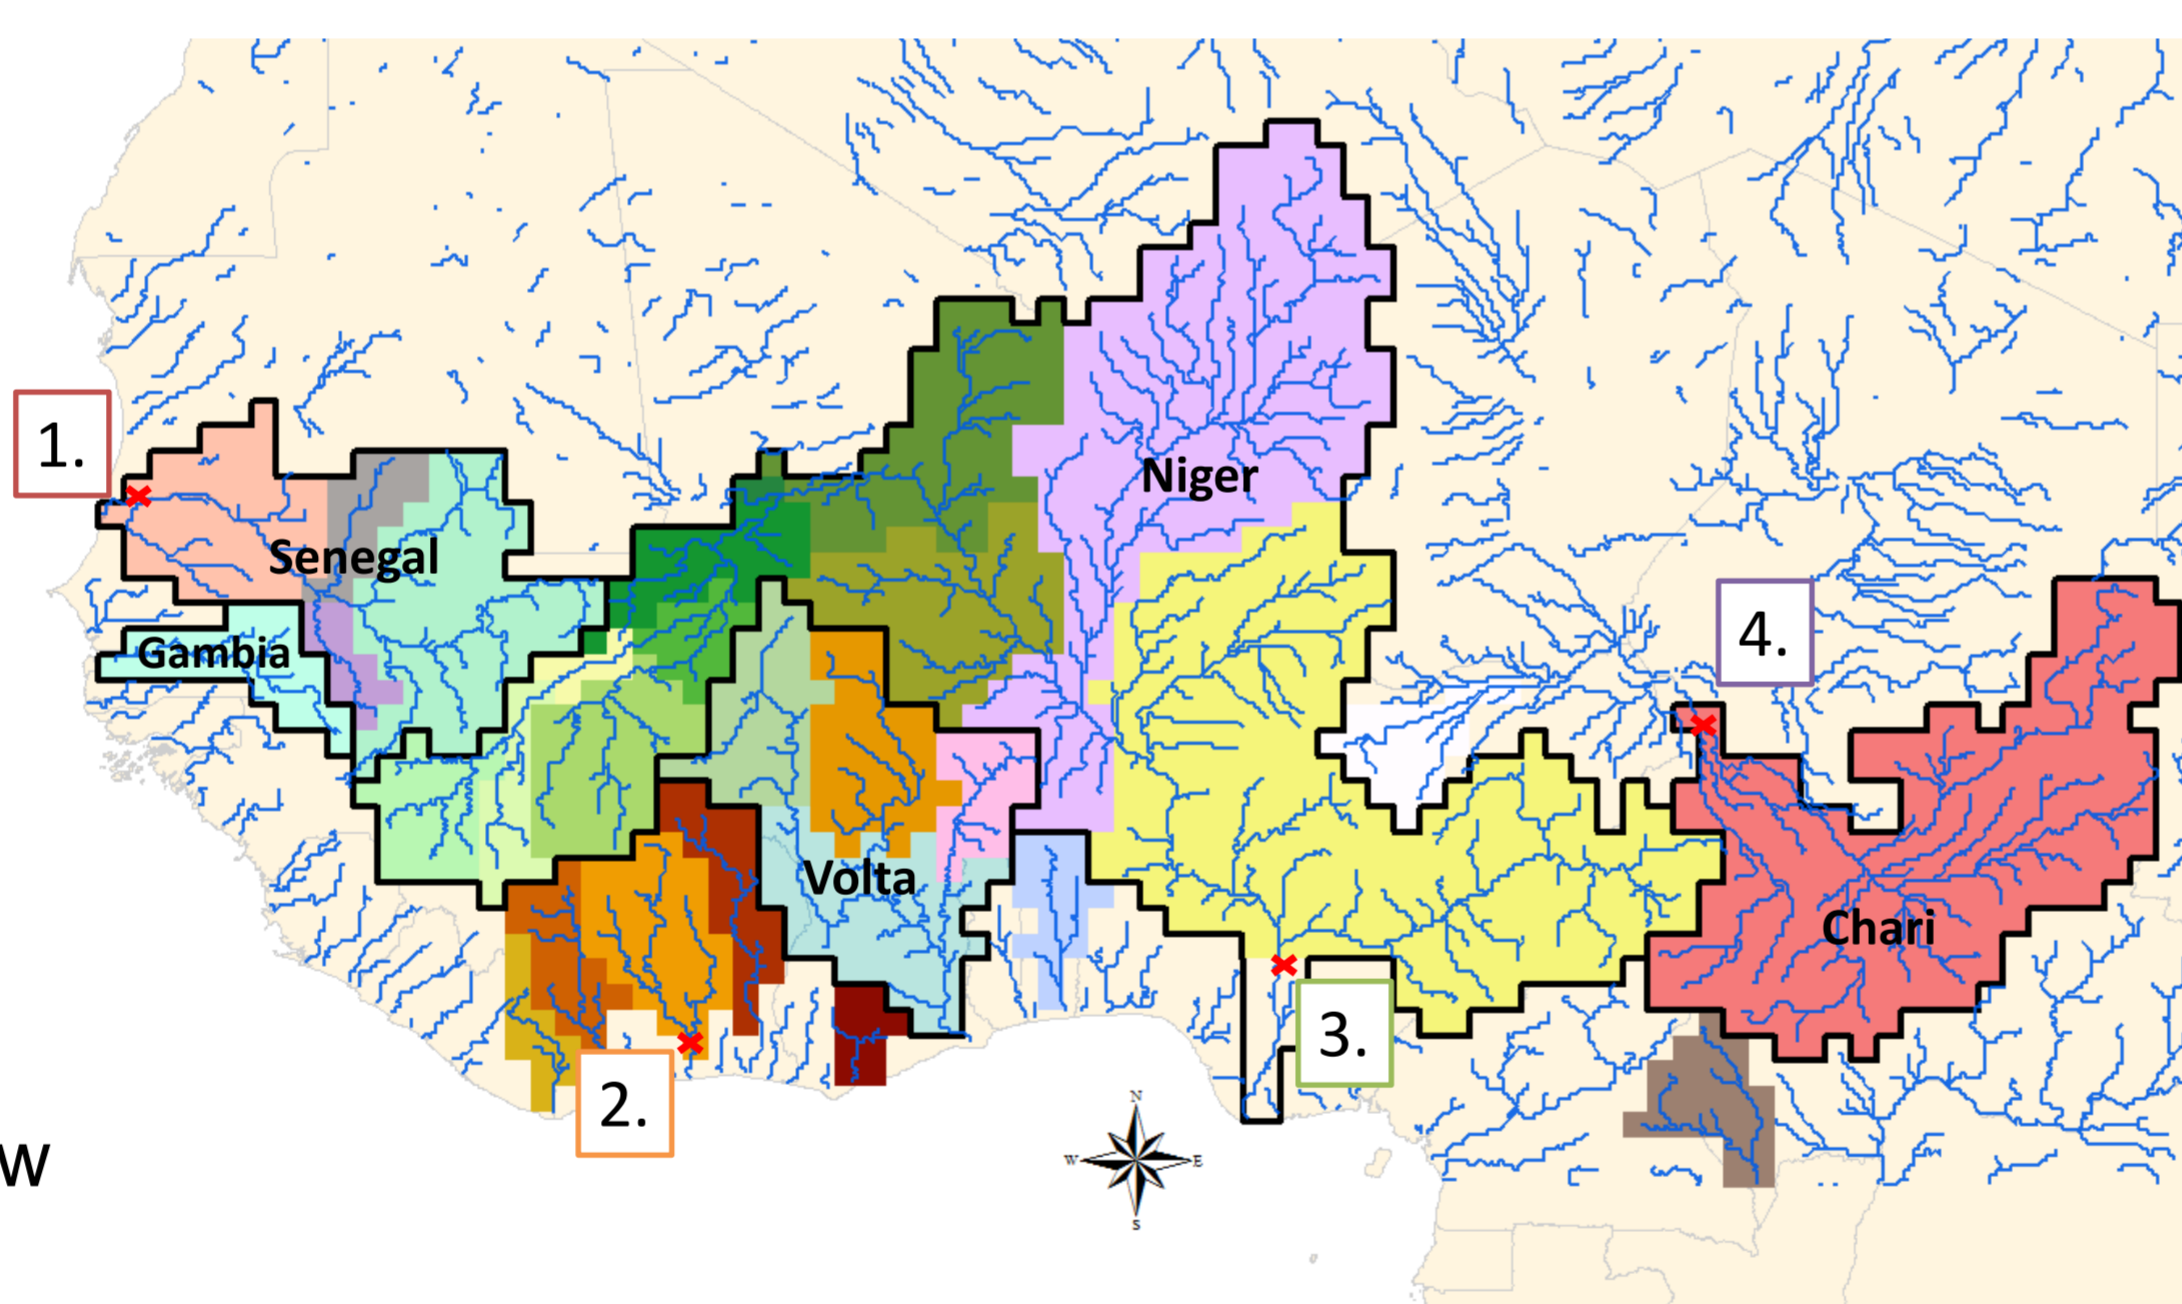 Niger
1.
Senegal
4.
Gambia
Volta
Chari
3.
2.
N
W
E
S
w